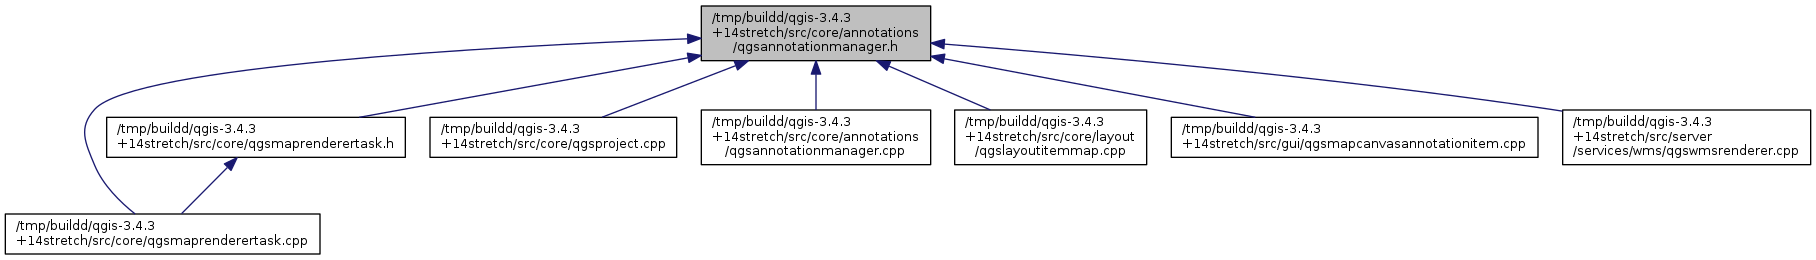 /tmp/buildd/qgis-3.4.3
+14stretch/src/core/annotations
/qgsannotationmanager.h
/tmp/buildd/qgis-3.4.3
+14stretch/src/core/qgsmaprenderertask.h
/tmp/buildd/qgis-3.4.3
+14stretch/src/core/qgsproject.cpp
/tmp/buildd/qgis-3.4.3
+14stretch/src/core/annotations
/qgsannotationmanager.cpp
/tmp/buildd/qgis-3.4.3
+14stretch/src/core/layout
/qgslayoutitemmap.cpp
/tmp/buildd/qgis-3.4.3
+14stretch/src/gui/qgsmapcanvasannotationitem.cpp
/tmp/buildd/qgis-3.4.3
+14stretch/src/server
/services/wms/qgswmsrenderer.cpp
/tmp/buildd/qgis-3.4.3
+14stretch/src/core/qgsmaprenderertask.cpp